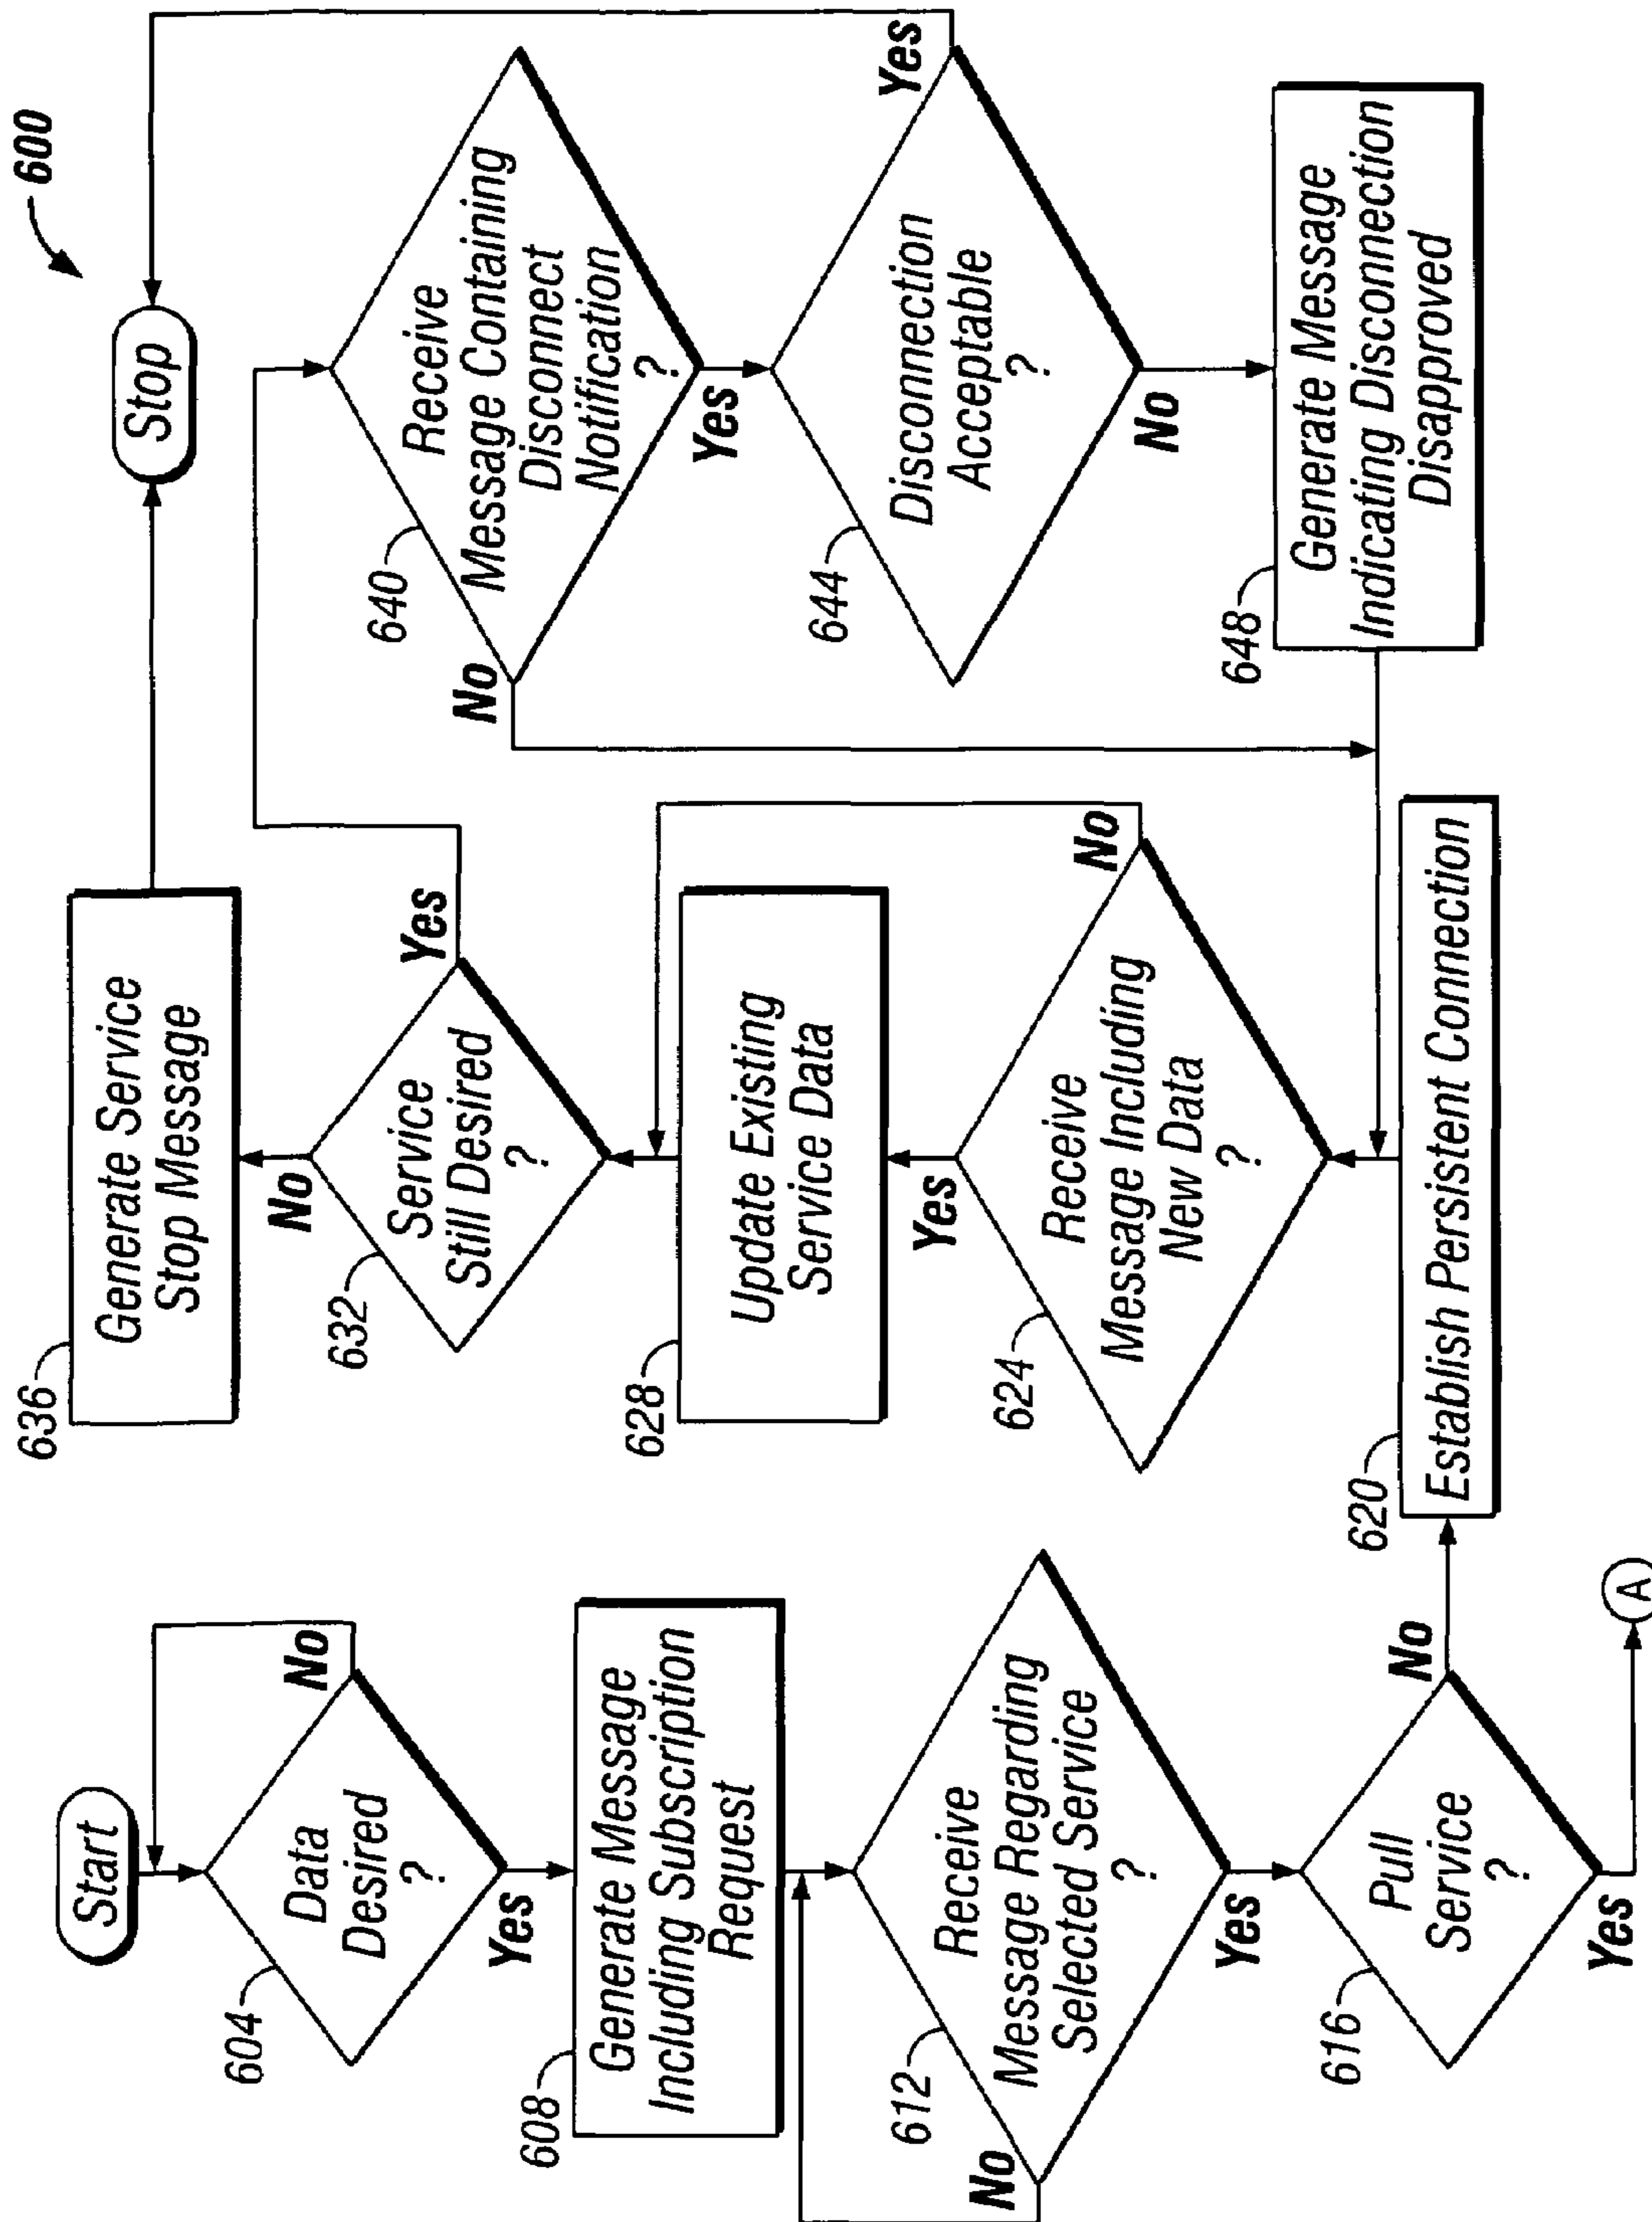 600
Start
604
Data
Desired
?
No
Yes
608
Generate Message
Including Subscription
Request
612
Receive
Message Regarding
Selected Service
?
No
Yes
616
Pull
Service
?
No
Yes
A
620
Establish Persistent Connection
624
Receive
Message Including
New Data
?
No
Yes
628
Update Existing
Service Data
632
Service
Still Desired
?
Yes
No
636
Generate Service
Stop Message
Stop
640
Receive
Message Containing
Disconnect
Notification
?
No
Yes
644
Disconnection
Acceptable
?
Yes
No
648
Generate Message
Indicating Disconnection
Disapproved